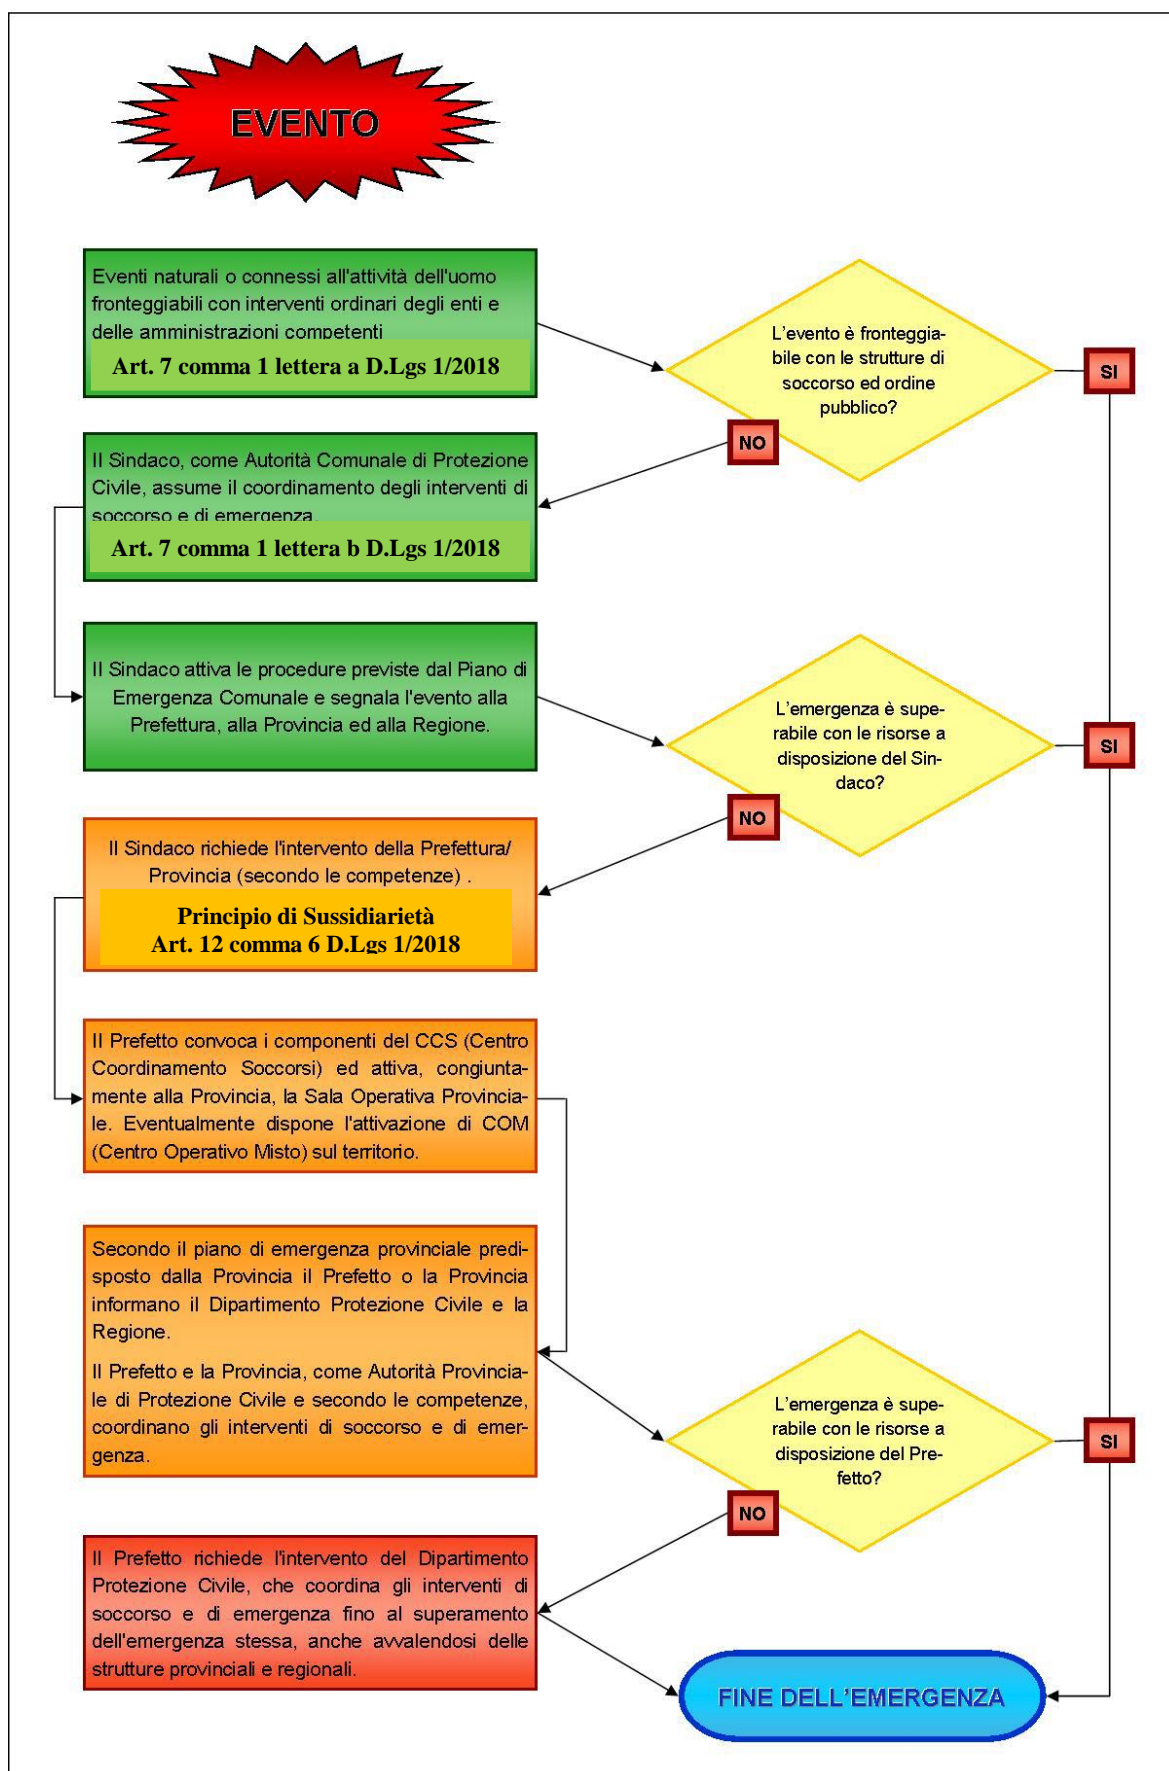 EVENTO
Eventi naturali o connessi all'attività dell'uomo
fronteggiabili con interventi ordinari degli enti e
delle amministrazioni competenti
Art. 7 comma 1 lettera a D.Lgs 1/2018
L'evento è fronteggia-
bile con le strutture di
soccorso ed ordine
pubblico?
SI
NO
Il Sindaco, come Autorità Comunale di Protezione
Civile, assume il coordinamento degli interventi di
soccorso e di emergenza.
Art. 7 comma 1 lettera b D.Lgs 1/2018
Il Sindaco attiva le procedure previste dal Piano di
Emergenza Comunale e segnala l'evento alla
Prefettura, alla Provincia ed alla Regione.
L'emergenza è supe-
rabile con le risorse a
disposizione del Sin-
daco?
SI
NO
Il Sindaco richiede l'intervento della Prefettura/
Provincia (secondo le competenze) .
Principio di Sussidiarietà
Art. 12 comma 6 D.Lgs 1/2018
Il Prefetto convoca i componenti del CCS (Centro
Coordinamento Soccorsi) ed attiva, congiunta-
mente alla Provincia, la Sala Operativa Provincia-
le. Eventualmente dispone l'attivazione di COM
(Centro Operativo Misto) sul territorio.
Secondo il piano di emergenza provinciale predi-
sposto dalla Provincia il Prefetto o la Provincia
informano il Dipartimento Protezione Civile e la
Regione.
Il Prefetto e la Provincia, come Autorità Provincia-
le di Protezione Civile e secondo le competenze,
coordinano gli interventi di soccorso e di emer-
genza.
L'emergenza è supe-
rabile con le risorse a
disposizione del Pre-
fetto?
SI
NO
Il Prefetto richiede l'intervento del Dipartimento
Protezione Civile, che coordina gli interventi di
soccorso e di emergenza fino al superamento
dell'emergenza stessa, anche avvalendosi delle
strutture provinciali e regionali.
FINE DELL'EMERGENZA